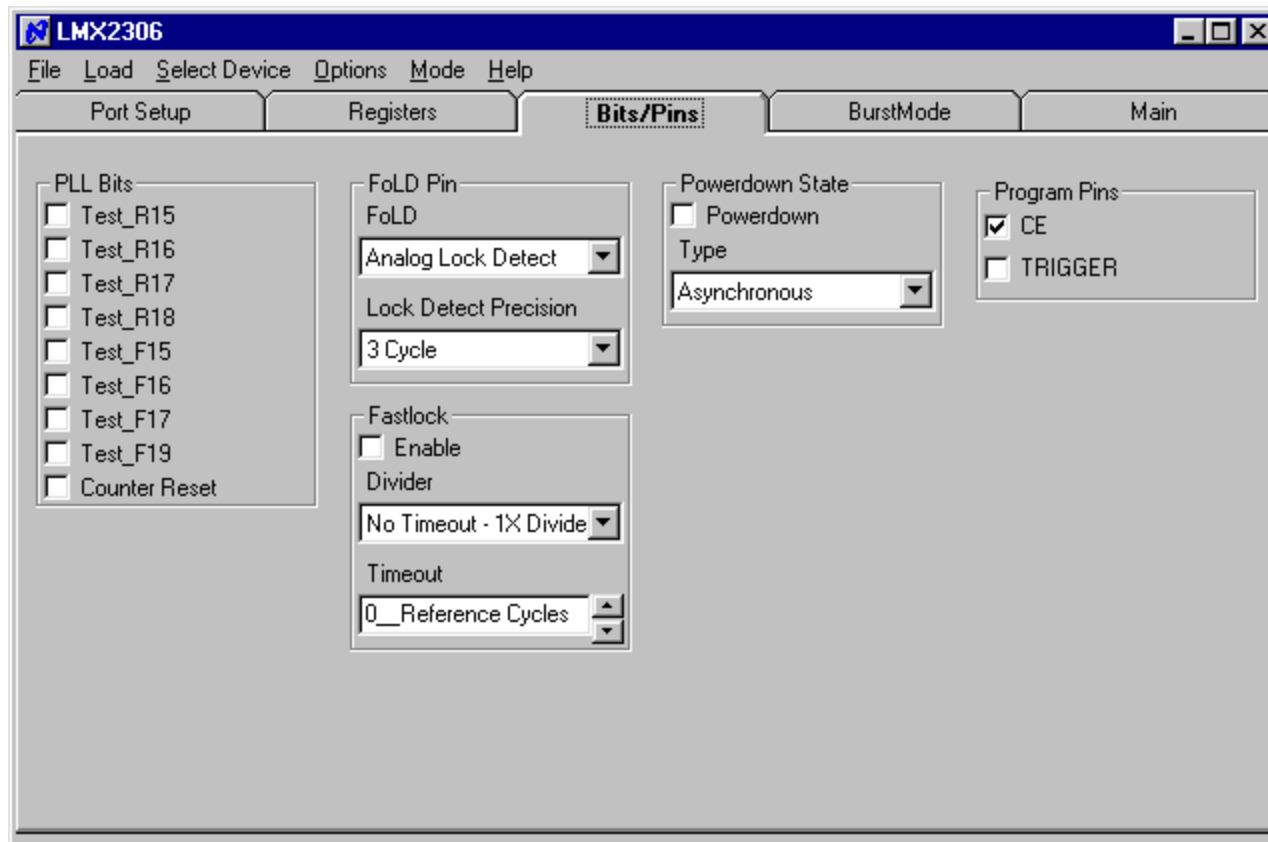 LMX2306
File Load Select Device Options Mode Help
Port Setup Registers Bits/Pins BurstMode Main
PLL Bits
Test_R15
Test_R16
Test_R17
Test_R18
Test_F15
Test_F16
Test_F17
Test_F19
Counter Reset
FoLD Pin
FoLD
Analog Lock Detect
Lock Detect Precision
3 Cycle
Fastlock
Enable
Divider
No Timeout - 1X Divide
Timeout
0__Reference Cycles
Powerdown State
Powerdown
Type
Asynchronous
Program Pins
CE
TRIGGER